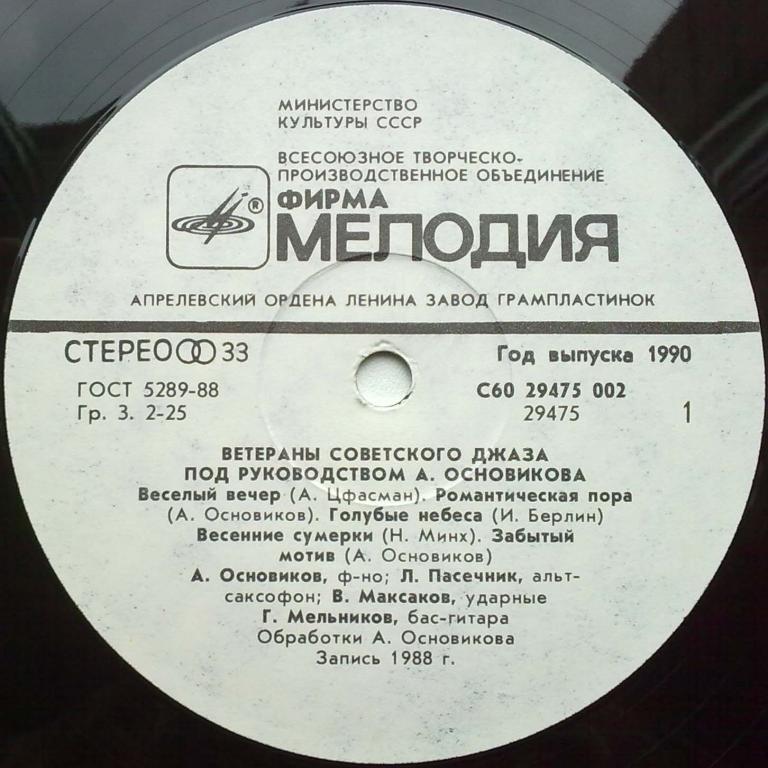 МИНИСТЕРСТВО
КУЛЬТУРЫ СССР
ВСЕСОЮЗНОЕ ТВОРЧЕСКО-
ПРОИЗВОДСТВЕННОЕ ОБЪЕДИНЕНИЕ
ФИРМА
® МЕЛОДИЯ
АПРЕЛЕВСКИЙ ОРДЕНА ЛЕНИНА ЗАВОД ГРАМПЛАСТИНОК
СТЕРЕО 33 Год выпуска 1990
ГОСТ 5289-88 С60 29475 002
Гр. 3. 2-25 29475 1
ВЕТЕРАНЫ СОВЕТСКОГО ДЖАЗА
ПОД РУКОВОДСТВОМ А. ОСНОВИКОВА
Веселый вечер (А. Цфасман). Романтическая пора
(А. Основиков). Голубые небеса (И. Берлин)
Весенние сумерки (Н. Минх). Забытый
мотив (А. Основиков)
А. Основиков, ф-но; Л. Пасечник, альт-
саксофон; В. Максаков, ударные
Г. Мельников, бас-гитара
Обработки А. Основикова
Запись 1988 г.